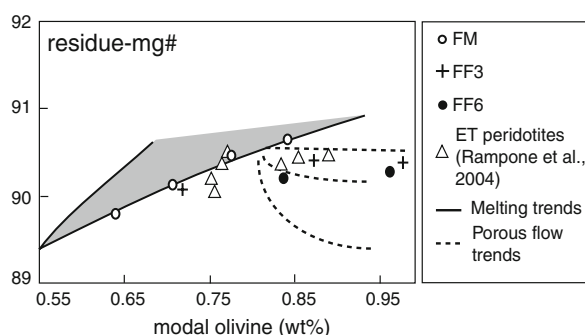 92
91
90
89
residue-mg#
0.55
0.65
0.75
0.85
0.95
modal olivine (wt%)
FM
FF3
FF6
ET peridotites
(Rampone et al.,
2004)
Melting trends
Porous flow
trends